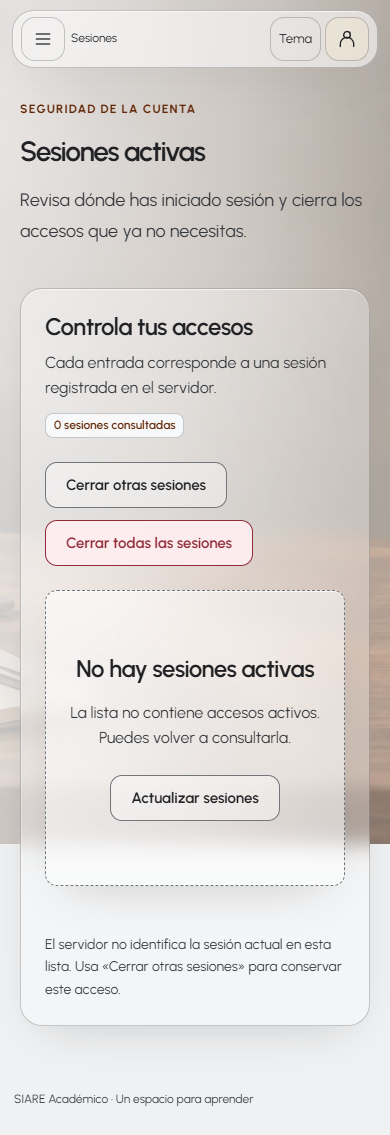 Sesiones
Tema
SEGURIDAD DE LA CUENTA
Sesiones activas
Revisa dónde has iniciado sesión y cierra los
accesos que ya no necesitas.
Controla tus accesos
Cada entrada corresponde a una sesión
registrada en el servidor.
0 sesiones consultadas
Cerrar otras sesiones
Cerrar todas las sesiones
No hay sesiones activas
La lista no contiene accesos activos.
Puedes volver a consultarla.
Actualizar sesiones
El servidor no identifica la sesión actual en esta
lista. Usa «Cerrar otras sesiones» para conservar
este acceso.
SIARE Académico · Un espacio para aprender